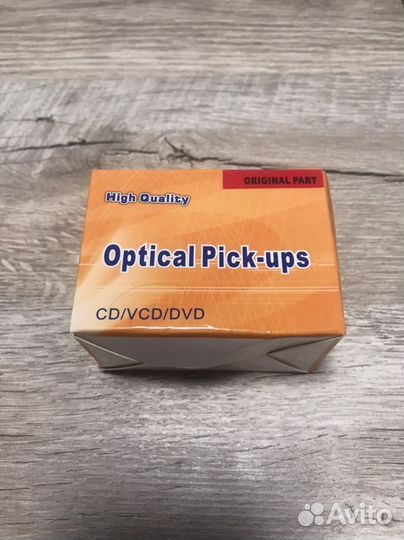 ORIGINAL PART
High Quality
Optical Pick-ups
CD/VCD/DVD
Avito